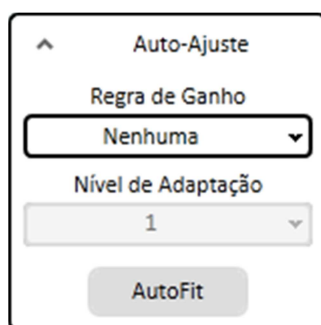 Auto-Ajuste
Regra de Ganho
Nenhuma
Nível de Adaptação
1
AutoFit